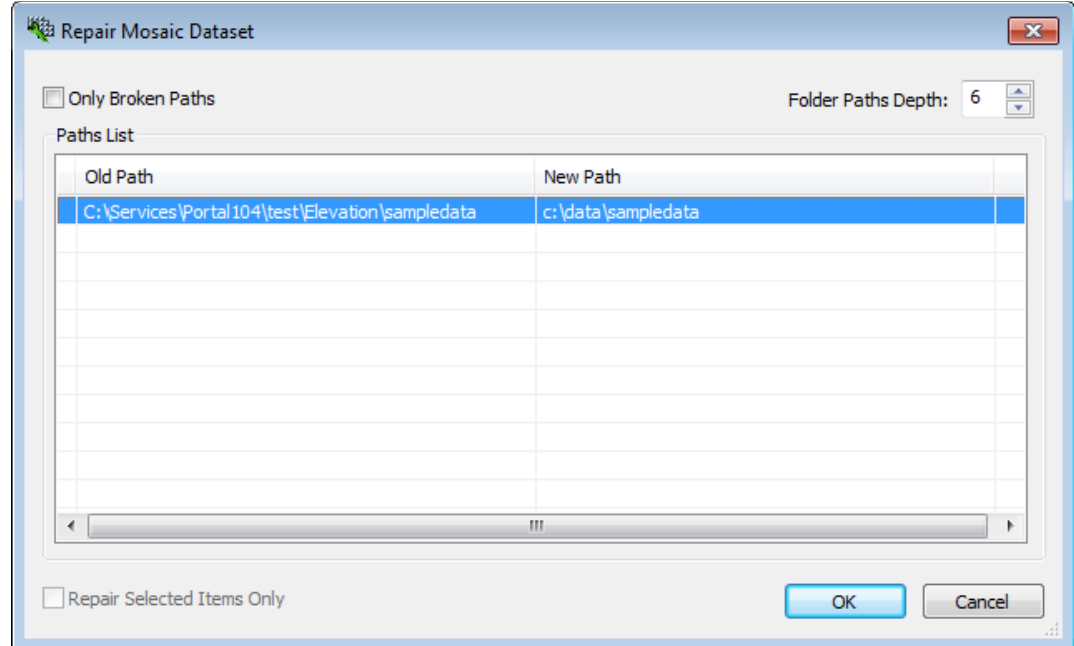 Repair Mosaic Dataset
Only Broken Paths
Folder Paths Depth: 6
Paths List
Old Path New Path
C:\Services\Portal104\test\Elevation\sampledata c:\data\sampledata
Repair Selected Items Only
OK Cancel